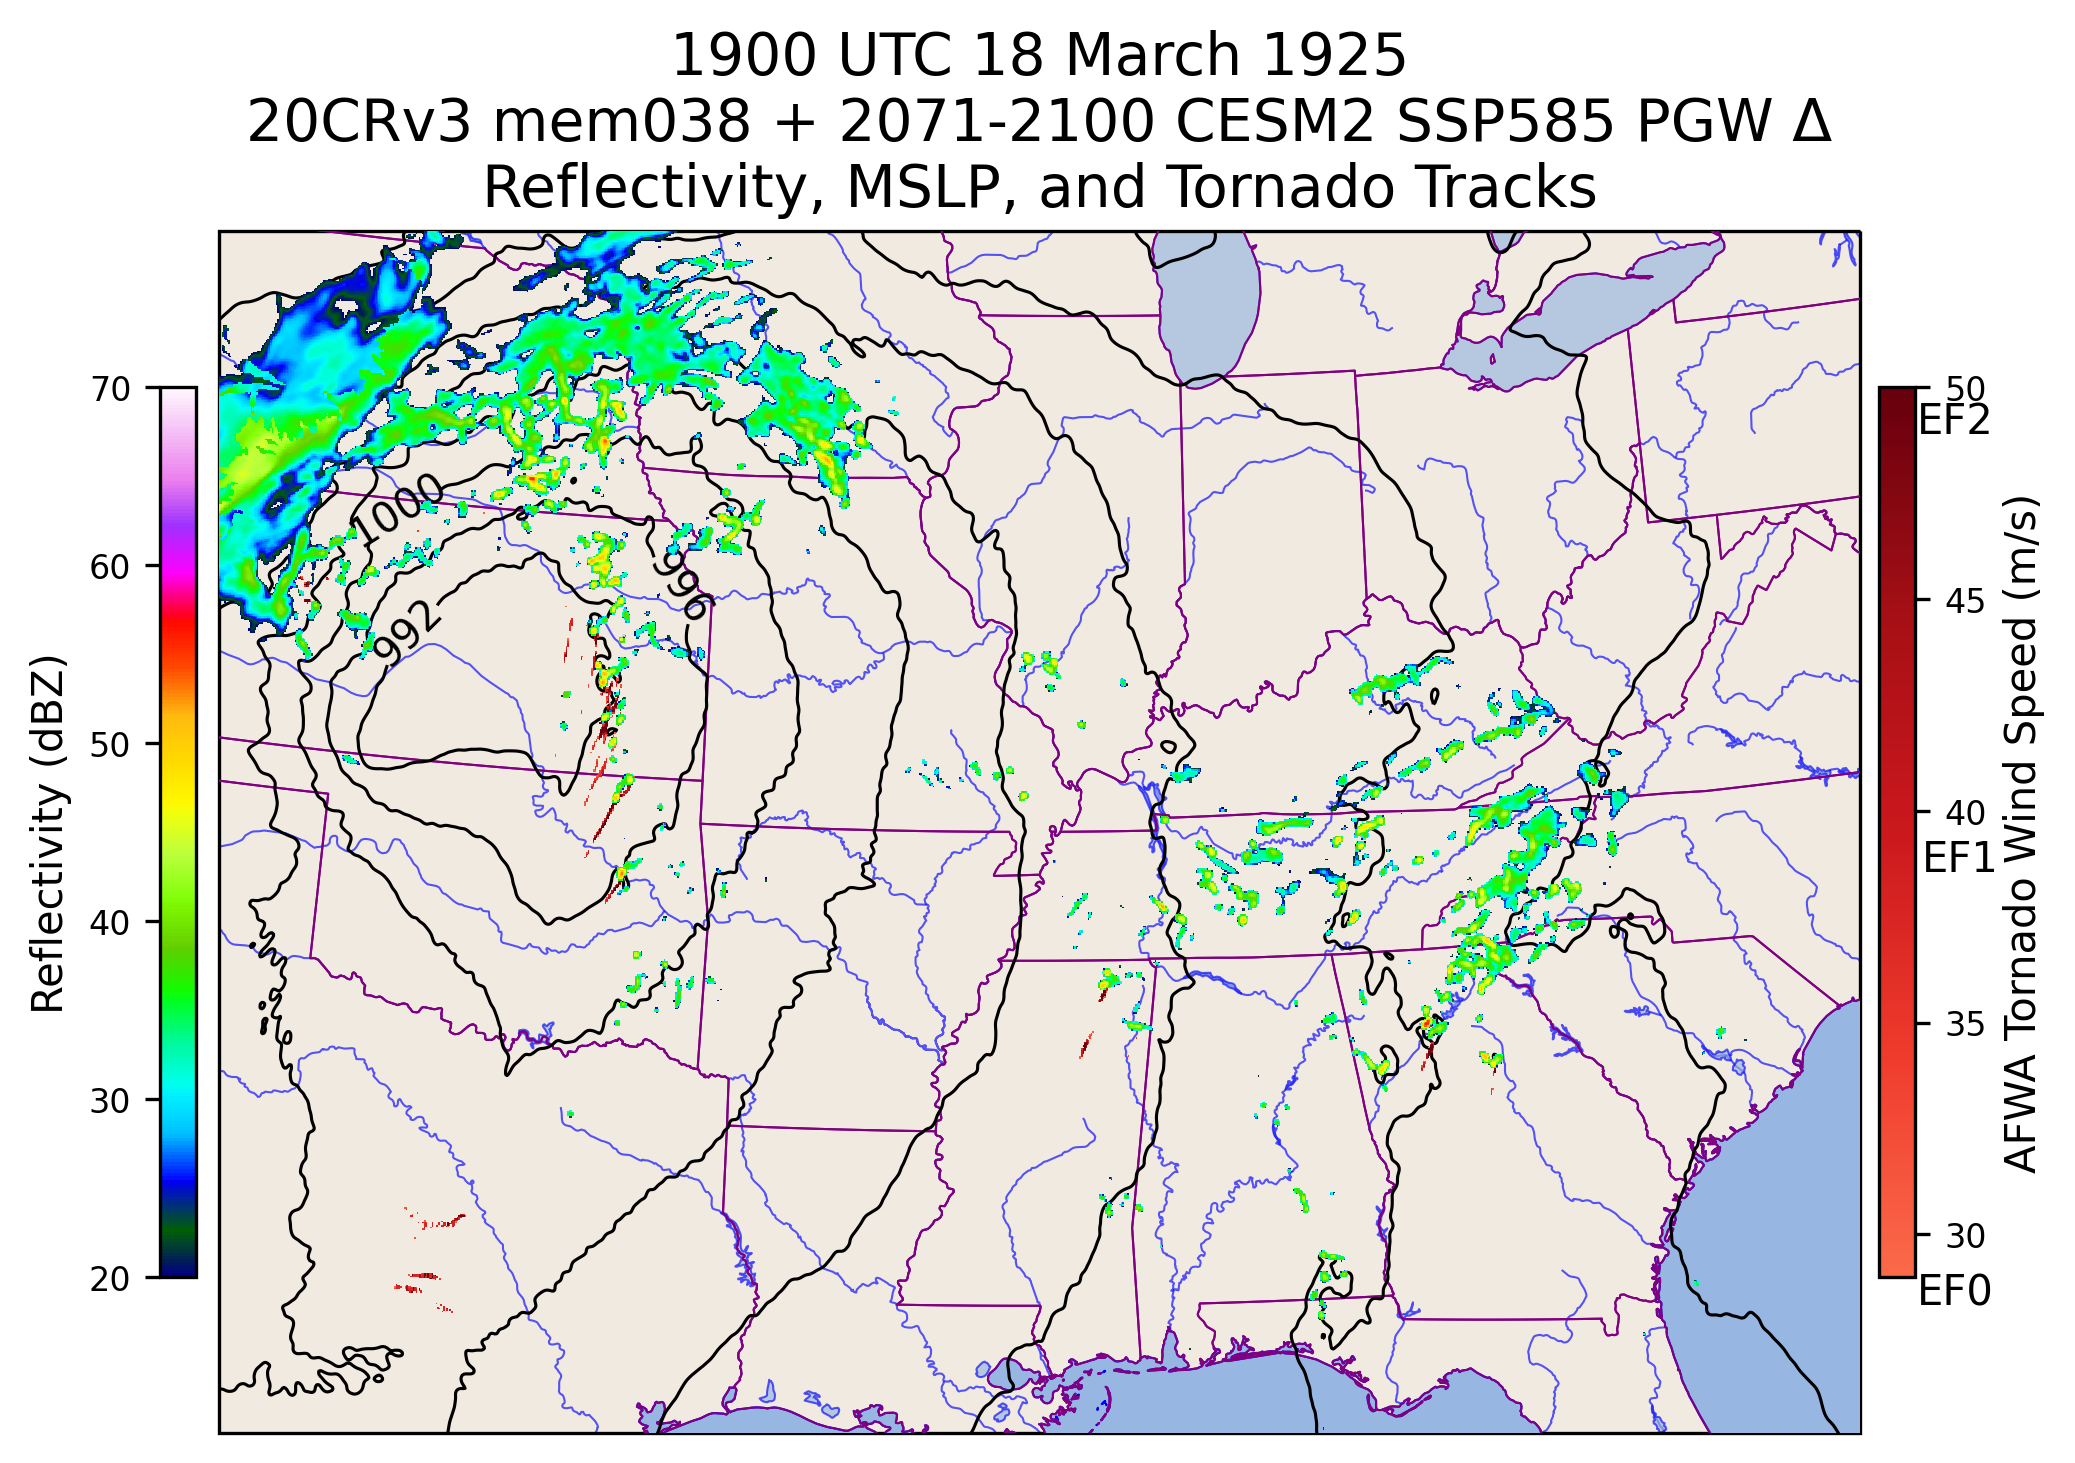 1900 UTC 18 March 1925
20CRv3 mem038 + 2071-2100 CESM2 SSP585 PGW Δ
Reflectivity, MSLP, and Tornado Tracks
70
60
50
40
30
20
Reflectivity (dBZ)
1000
996
992
50
EF2
45
40
EF1
35
30
EF0
AFWA Tornado Wind Speed (m/s)